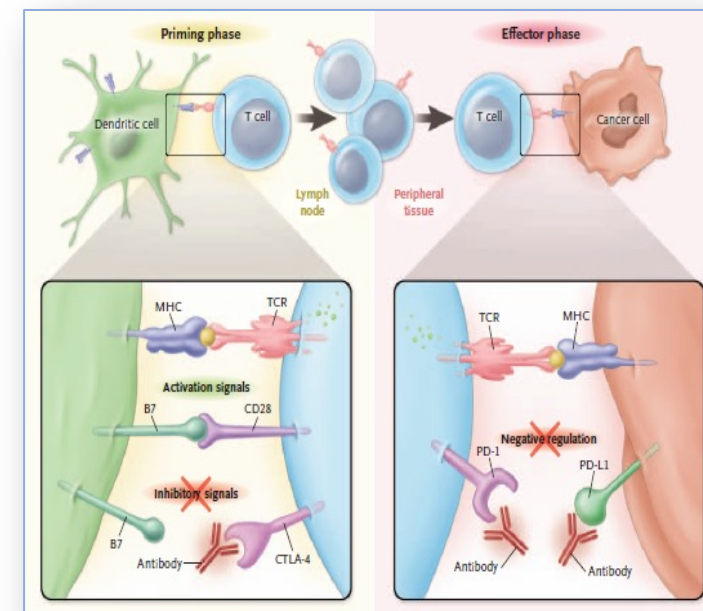 Priming phase
Effector phase
Dendritic cell
T cell
T cell
Cancer cell
Lymph
node
Peripheral
tissue
MHC
TCR
Activation signals
B7
CD28
Inhibitory signals
B7
Antibody
CTLA-4
TCR
MHC
Negative regulation
PD-1
PD-L1
Antibody
Antibody